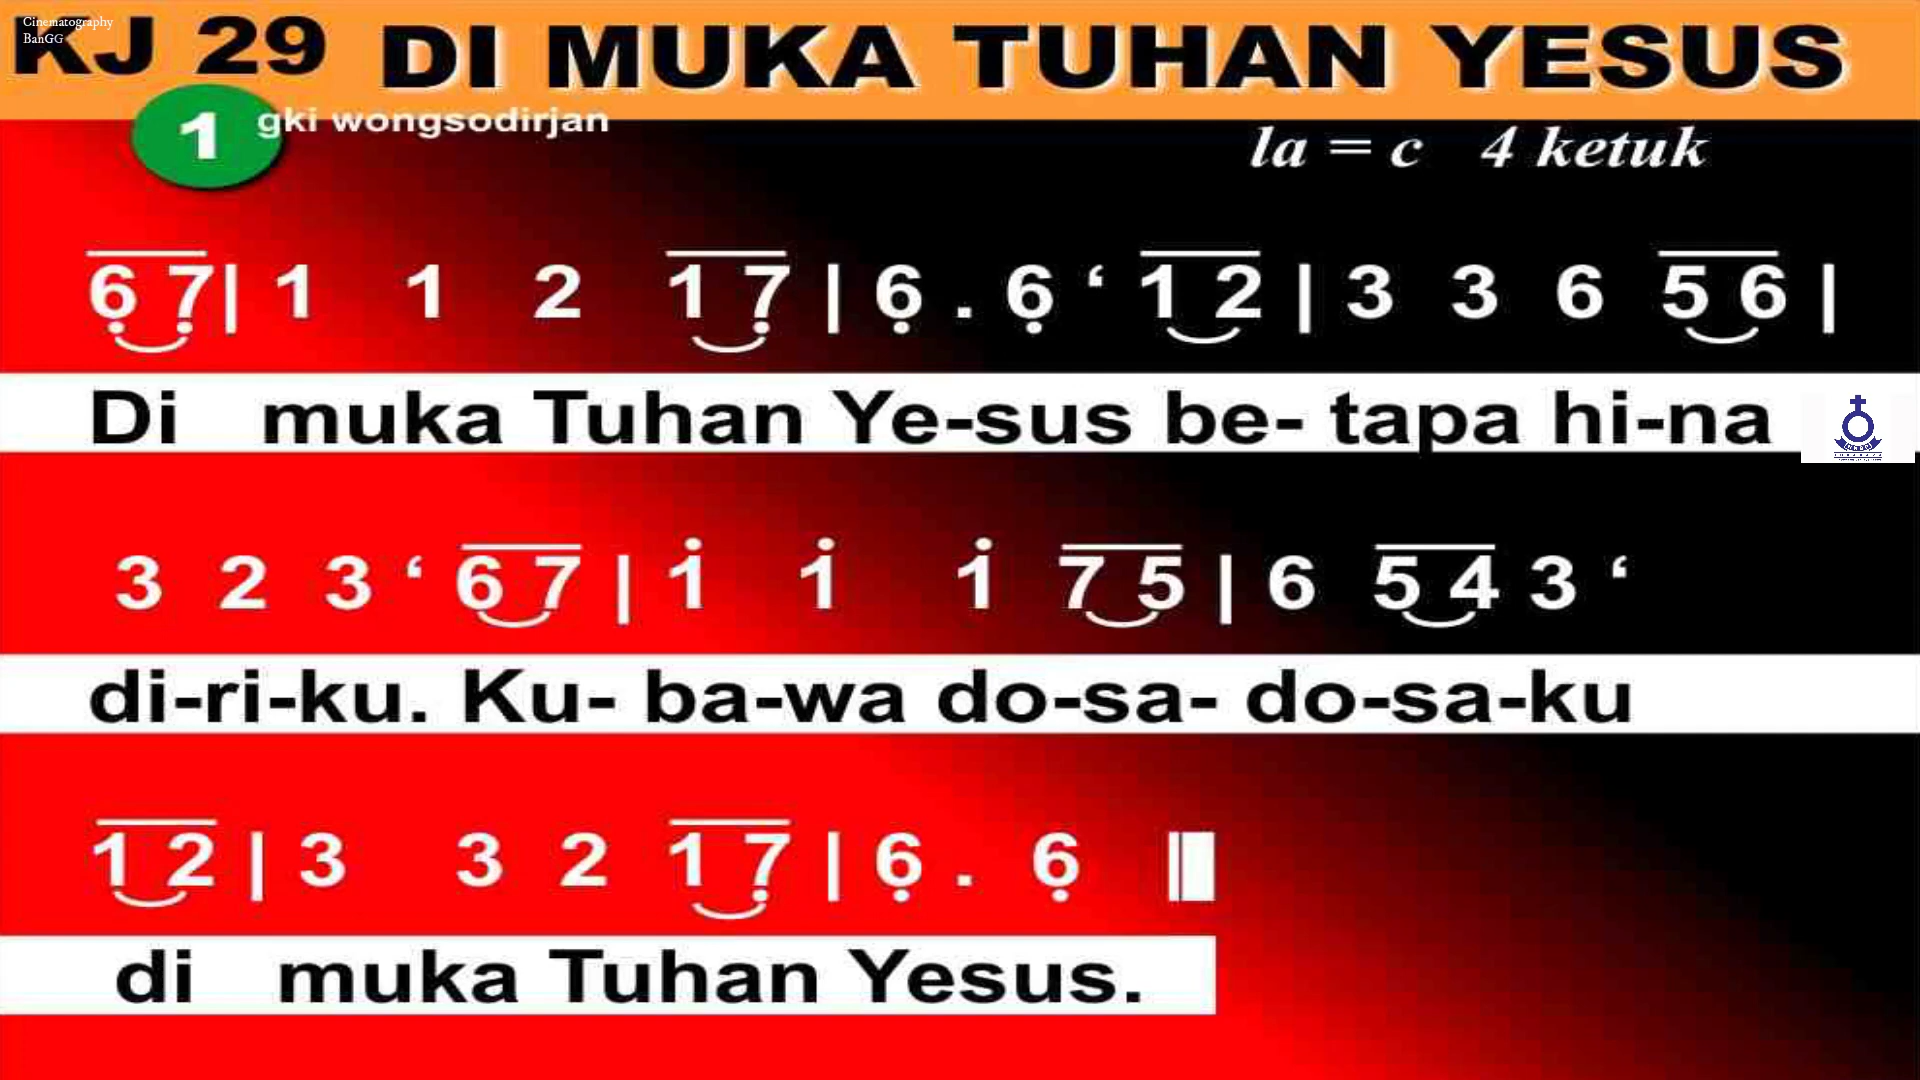 Cinematography
BanGG
KJ 29 DI MUKA TUHAN YESUS
1 gki wongsodirjan
la = c 4 ketuk
6̣ 7̣ | 1 1 2 1 7̣ | 6̣ . 6̣ ‘ 1 2 | 3 3 6 5 6 |
Di muka Tuhan Ye-sus be- tapa hi-na
3 2 3 ‘ 6 7 | 1̇ 1̇ 1̇ 7 5 | 6 5 4 3 ‘
di-ri-ku. Ku- ba-wa do-sa- do-sa-ku
1 2 | 3 3 2 1 7̣ | 6̣ . 6̣ ||
di muka Tuhan Yesus.